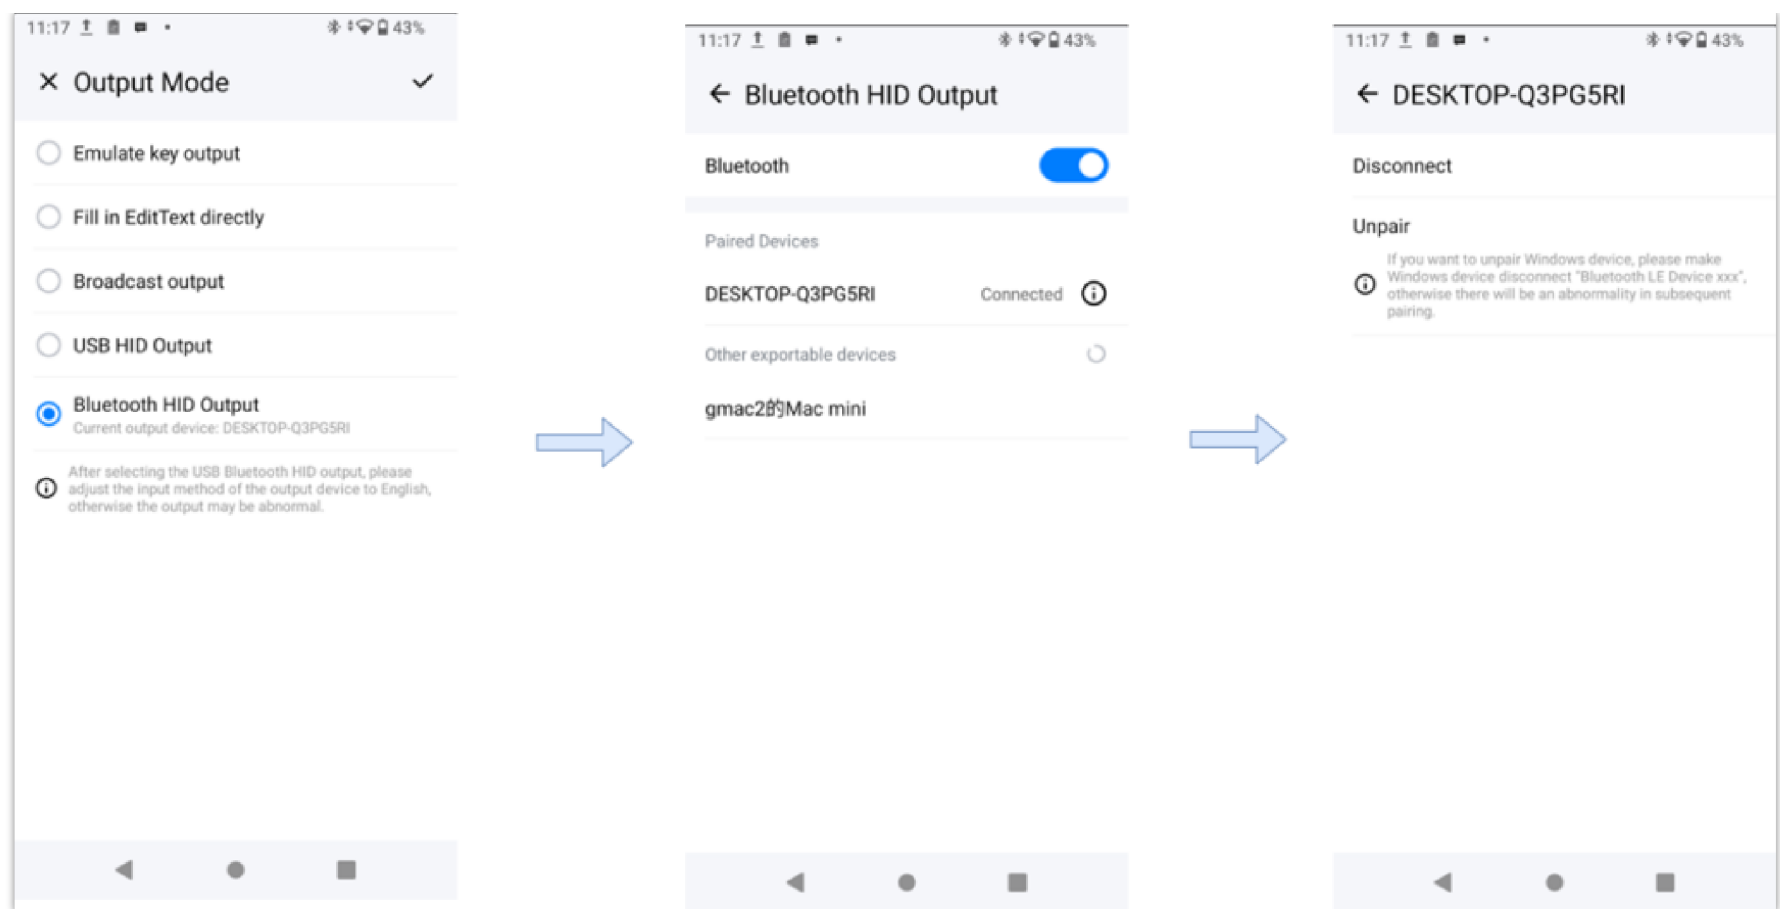 11:17
43%
Output Mode
Emulate key output
Fill in EditText directly
Broadcast output
USB HID Output
Bluetooth HID Output
Current output device: DESKTOP-Q3PG5RI
After selecting the USB Bluetooth HID output, please
adjust the input method of the output device to English,
otherwise the output may be abnormal.
11:17
43%
Bluetooth HID Output
Bluetooth
Paired Devices
DESKTOP-Q3PG5RI
Connected
Other exportable devices
gmac2的Mac mini
11:17
43%
DESKTOP-Q3PG5RI
Disconnect
Unpair
If you want to unpair Windows device, please make
Windows device disconnect "Bluetooth LE Device xxx",
otherwise there will be an abnormality in subsequent
pairing.